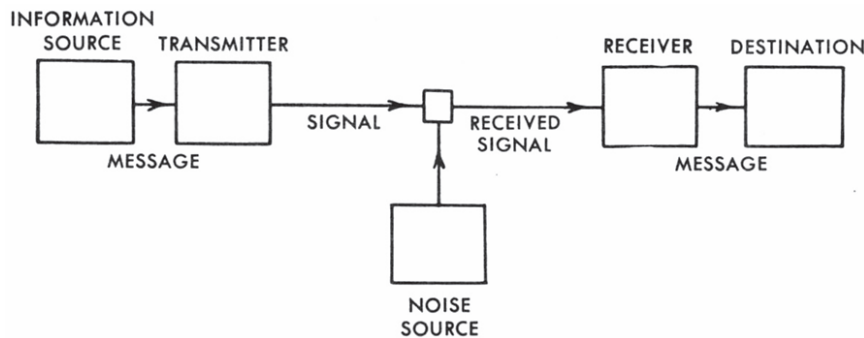 INFORMATION
SOURCE
TRANSMITTER
RECEIVER
DESTINATION
SIGNAL
RECEIVED
SIGNAL
MESSAGE
MESSAGE
NOISE
SOURCE